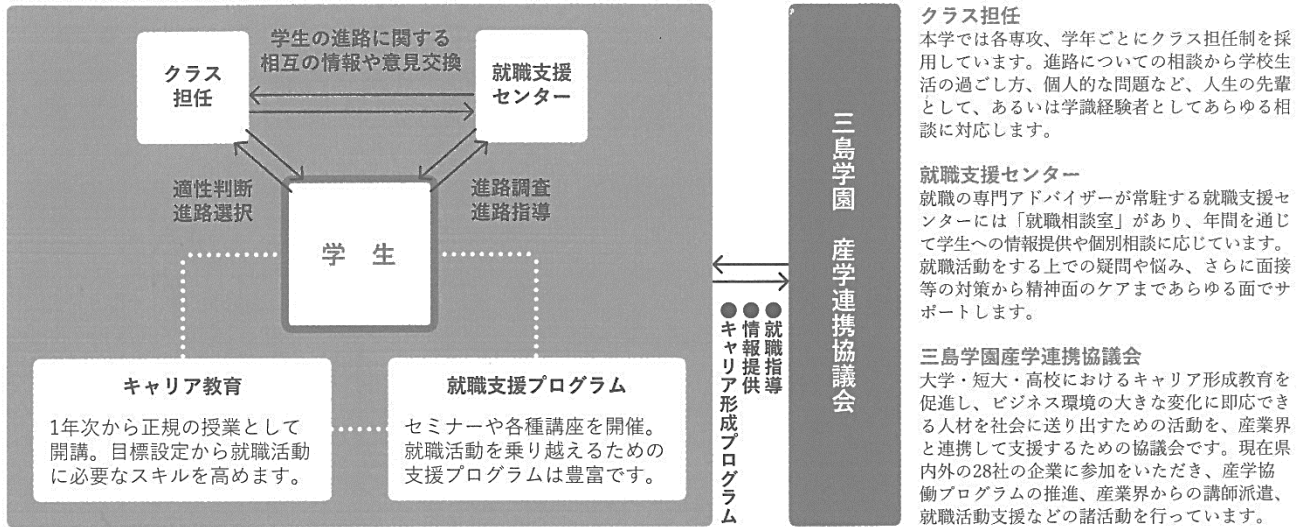 学生の進路に関する
相互の情報や意見交換
クラス
担任
就職支援
センター
適性判断
進路選択
進路調査
進路指導
学 生
キャリア教育
1年次から正規の授業として
開講。目標設定から就職活動
に必要なスキルを高めます。
就職支援プログラム
セミナーや各種講座を開催。
就職活動を乗り越えるための
支援プログラムは豊富です。
●就職指導
●情報提供
●キャリア形成プログラム
三島学園 産学連携協議会
クラス担任
本学では各専攻、学年ごとにクラス担任制を採
用しています。進路についての相談から学校生
活の過ごし方、個人的な問題など、人生の先輩
として、あるいは学識経験者としてあらゆる相
談に対応します。
就職支援センター
就職の専門アドバイザーが常駐する就職支援セ
ンターには「就職相談室」があり、年間を通じ
て学生への情報提供や個別相談に応じています。
就職活動をする上での疑問や悩み、さらに面接
等の対策から精神面のケアまであらゆる面でサ
ポートします。
三島学園産学連携協議会
大学・短大・高校におけるキャリア形成教育を
促進し、ビジネス環境の大きな変化に即応でき
る人材を社会に送り出すための活動を、産業界
と連携して支援するための協議会です。現在県
内外の28社の企業に参加をいただき、産学協
働プログラムの推進、産業界からの講師派遣、
就職活動支援などの諸活動を行っています。